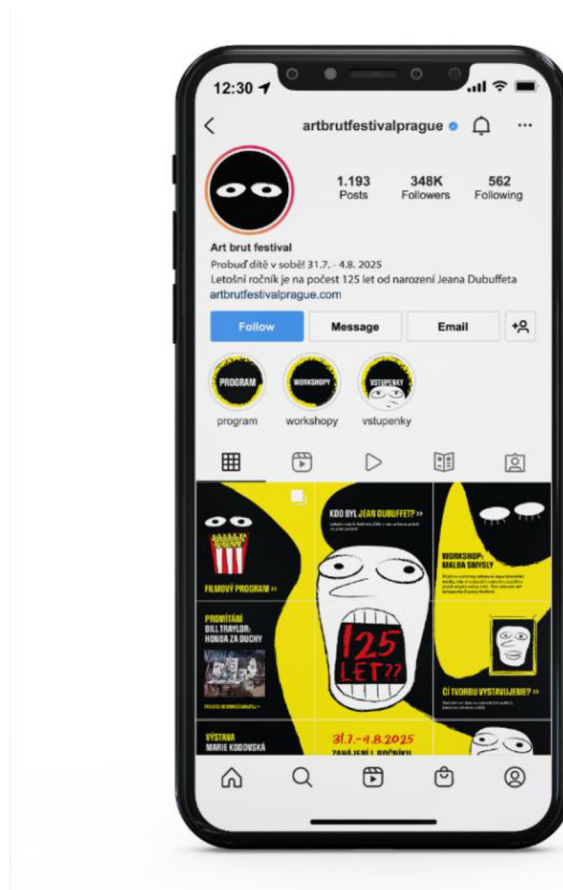 12:30
artbrutfestivalprague
1.193
Posts
348K
Followers
562
Following
Art brut festival
Probuď dítě v sobě! 31.7. - 4.8. 2025
Letošní ročník je na počest 125 let od narození Jeana Dubuffeta
artbrutfestivalprague.com
Follow
Message
Email
PROGRAM
WORKSHOPY
VSTUPENKY
program
workshopy
vstupenky
FILMOVÝ PROGRAM >>
KDO BYL JEAN DUBUFFET? >>
WORKSHOP:
MALBA SMYSLY
PROMÍTÁNÍ
BILL TRAYLOR:
HONBA ZA DUCHY
125
LET??
ČÍ TVORBU VYSTAVUJEME? >>
VÝSTAVA
MARIE KODOVSKÁ
31.7.-4.8.2025
ZAHÁJENÍ I. ROČNÍKU